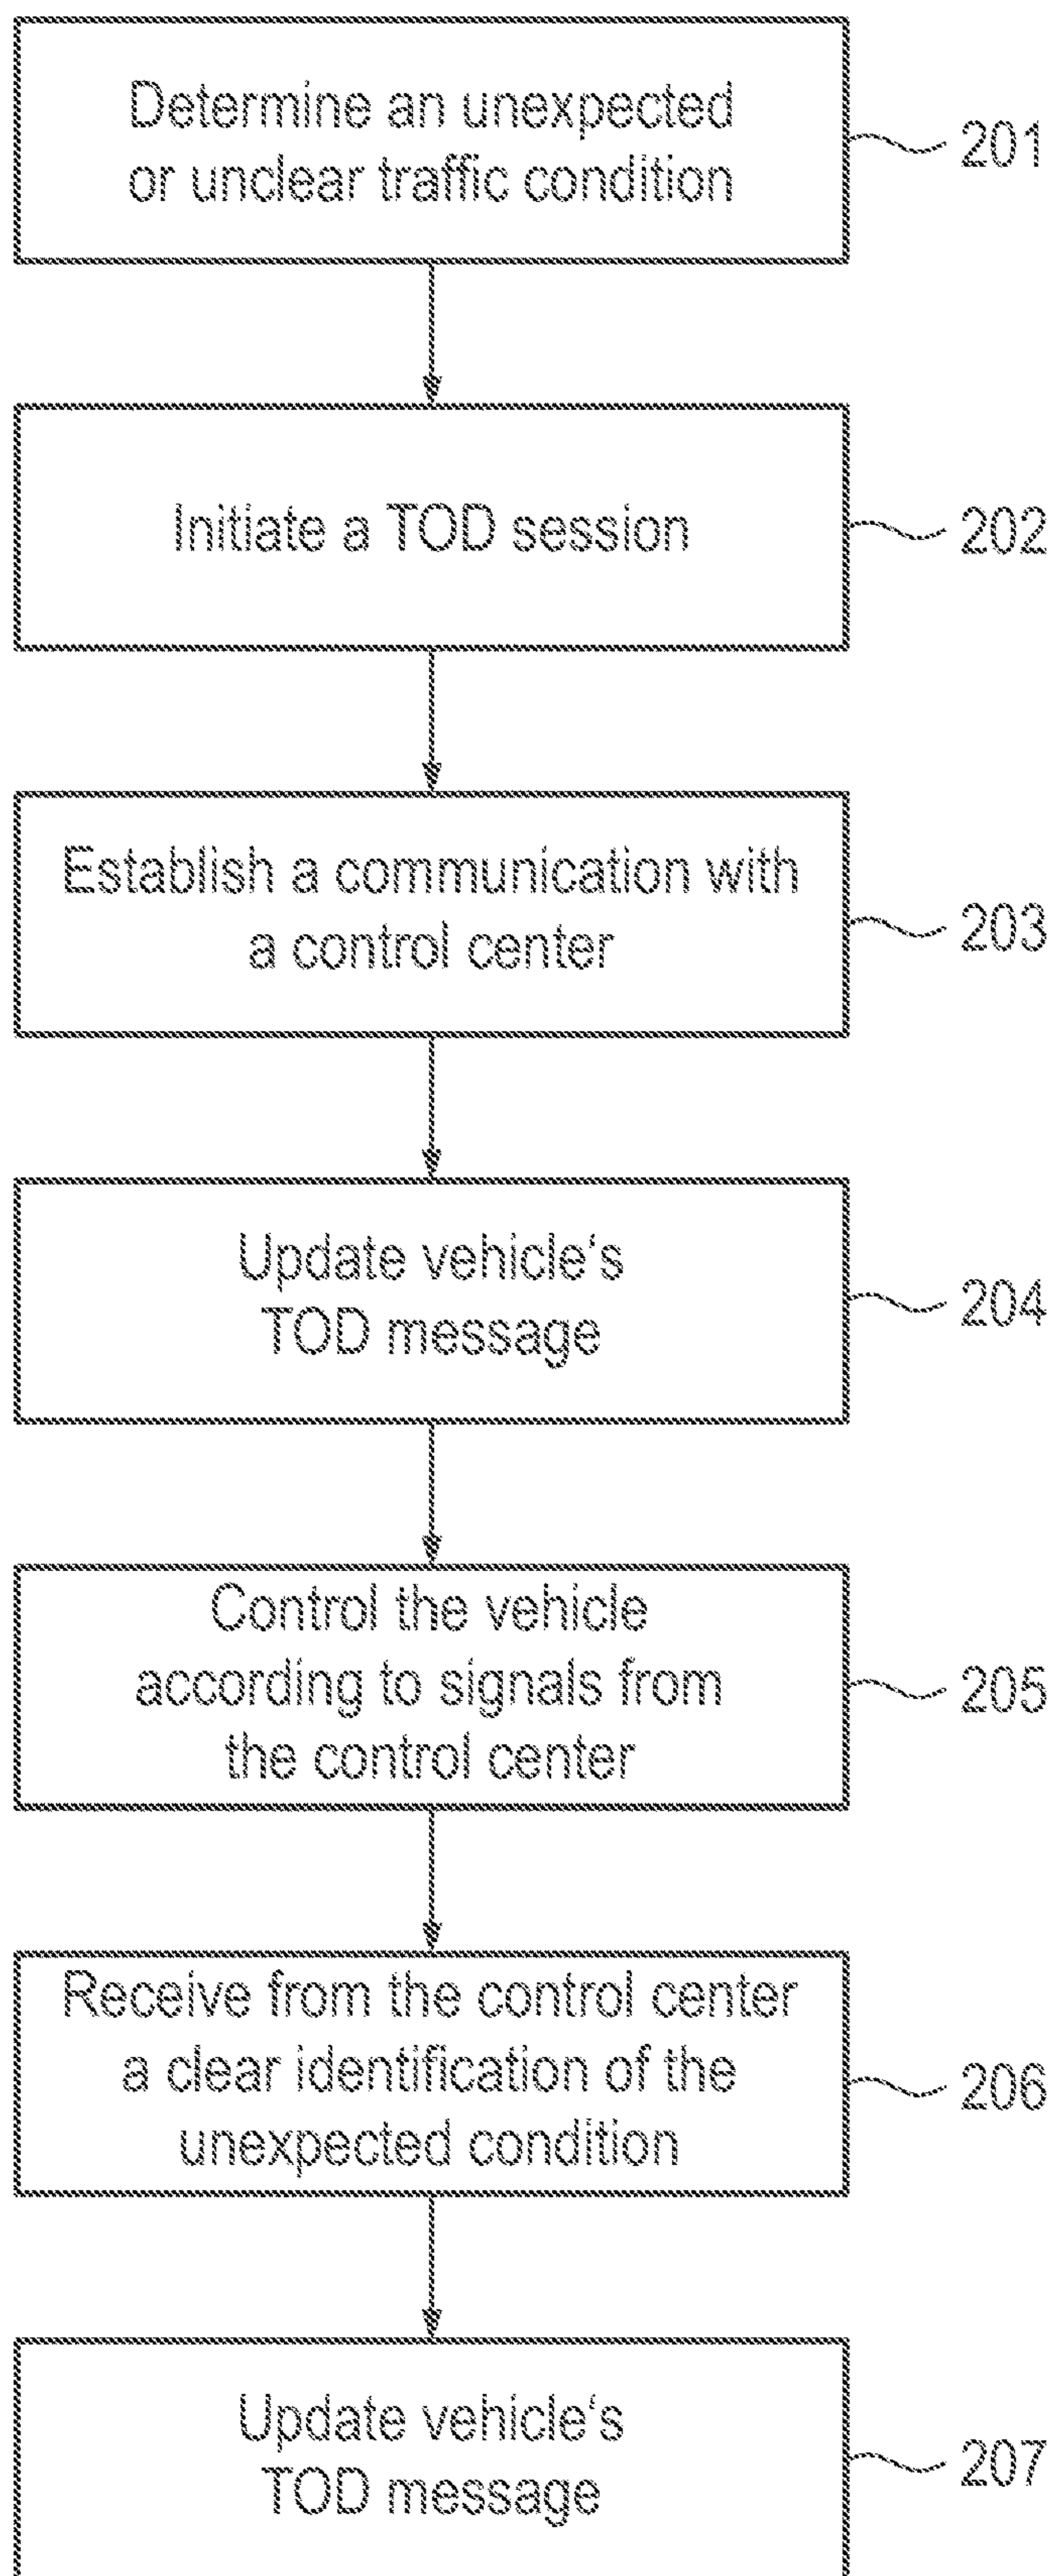 Determine an unexpected
or unclear traffic condition
201
Initiate a TOD session
202
Establish a communication with
a control center
203
Update vehicle‘s
TOD message
204
Control the vehicle
according to signals from
the control center
205
Receive from the control center
a clear identification of the
unexpected condition
206
Update vehicle‘s
TOD message
207